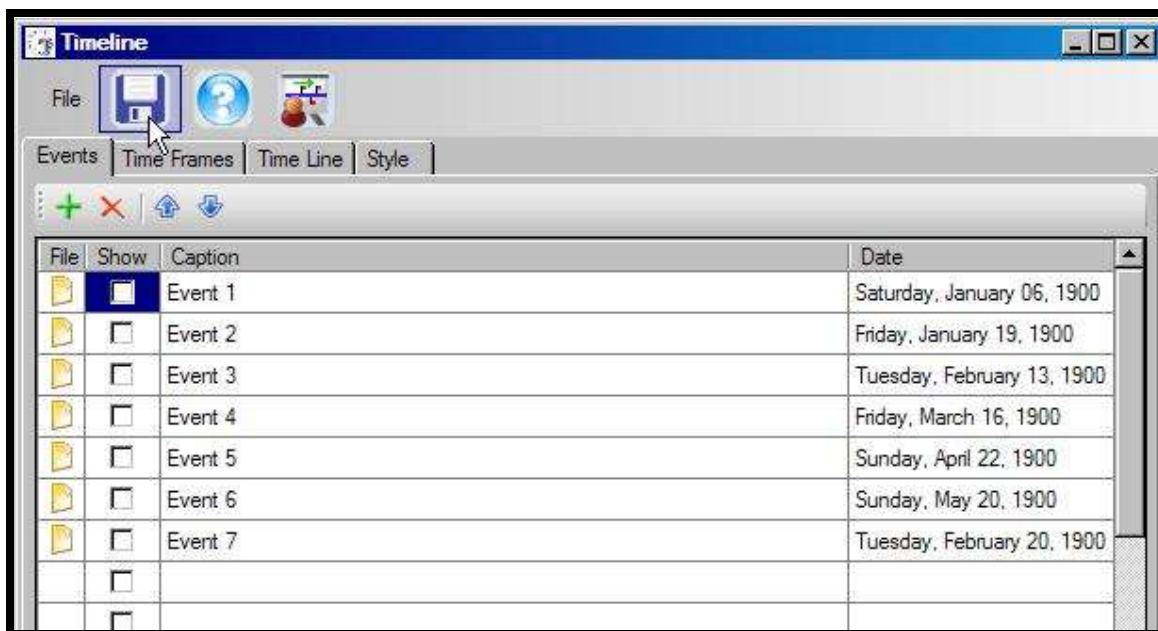 Timeline
File
Events Time Frames Time Line Style
File Show Caption Date
Event 1 Saturday, January 06, 1900
Event 2 Friday, January 19, 1900
Event 3 Tuesday, February 13, 1900
Event 4 Friday, March 16, 1900
Event 5 Sunday, April 22, 1900
Event 6 Sunday, May 20, 1900
Event 7 Tuesday, February 20, 1900